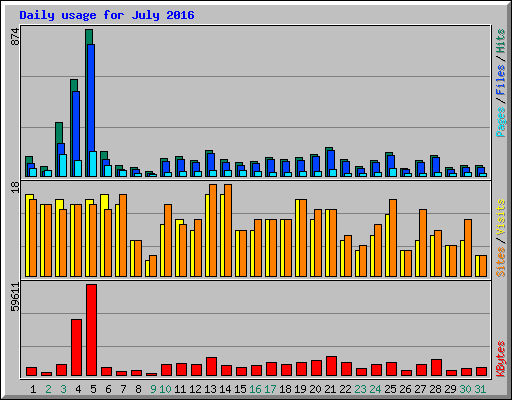 Daily usage for July 2016
874
Pages / Files / Hits
18
Sites / Visits
59611
KBytes
1 2 3 4 5 6 7 8 9 10 11 12 13 14 15 16 17 18 19 20 21 22 23 24 25 26 27 28 29 30 31